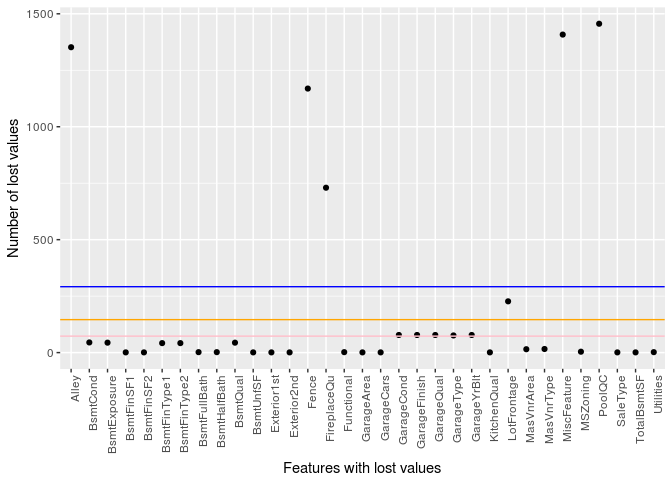 1500
1000
500
0
Number of lost values
Alley
BsmtCond
BsmtExposure
BsmtFinSF1
BsmtFinSF2
BsmtFinType1
BsmtFinType2
BsmtFullBath
BsmtHalfBath
BsmtQual
BsmtUnfSF
Exterior1st
Exterior2nd
Fence
FireplaceQu
Functional
GarageArea
GarageCars
GarageCond
GarageFinish
GarageQual
GarageType
GarageYrBlt
KitchenQual
LotFrontage
MasVnrArea
MasVnrType
MiscFeature
MSZoning
PoolQC
SaleType
TotalBsmtSF
Utilities
Features with lost values